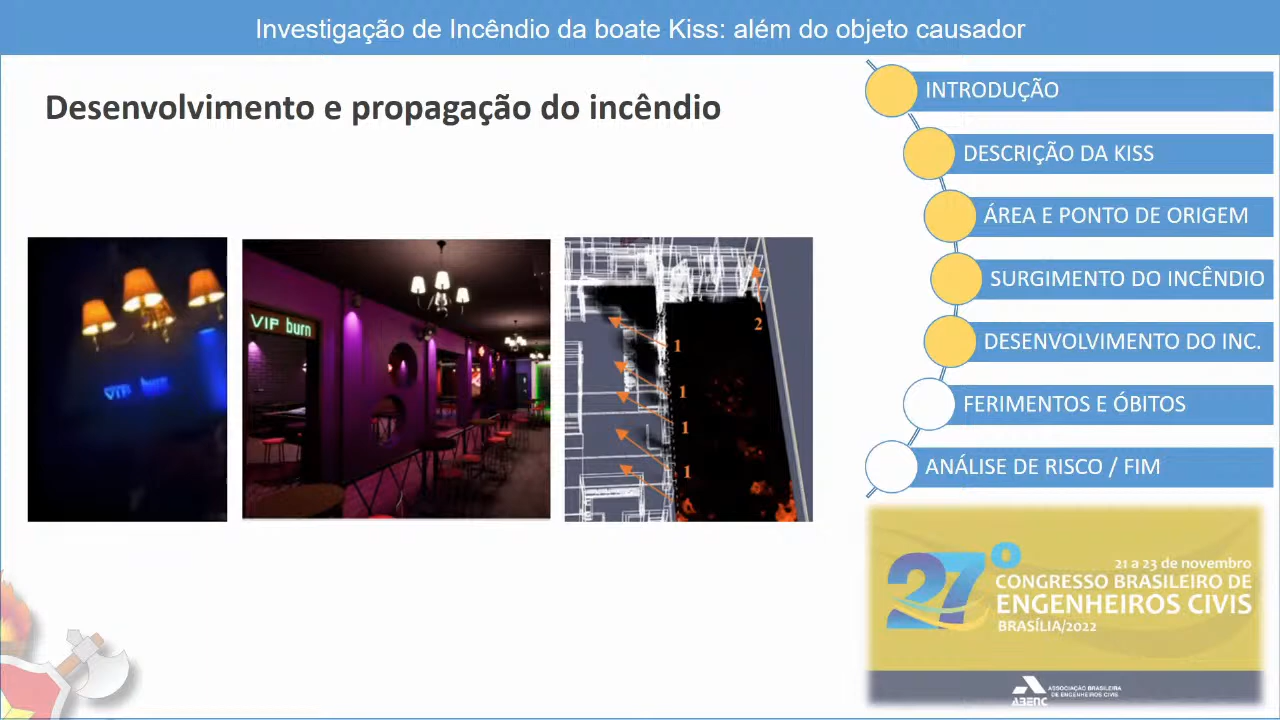 Investigação de Incêndio da boate Kiss: além do objeto causador
Desenvolvimento e propagação do incêndio
VIP burn
VIP burn
1
2
1
1
1
INTRODUÇÃO
DESCRIÇÃO DA KISS
ÁREA E PONTO DE ORIGEM
SURGIMENTO DO INCÊNDIO
DESENVOLVIMENTO DO INC.
FERIMENTOS E ÓBITOS
ANÁLISE DE RISCO / FIM
27º
21 a 23 de novembro
CONGRESSO BRASILEIRO DE
ENGENHEIROS CIVIS
BRASÍLIA/2022
ABENC
ASSOCIAÇÃO BRASILEIRA
DE ENGENHEIROS CIVIS